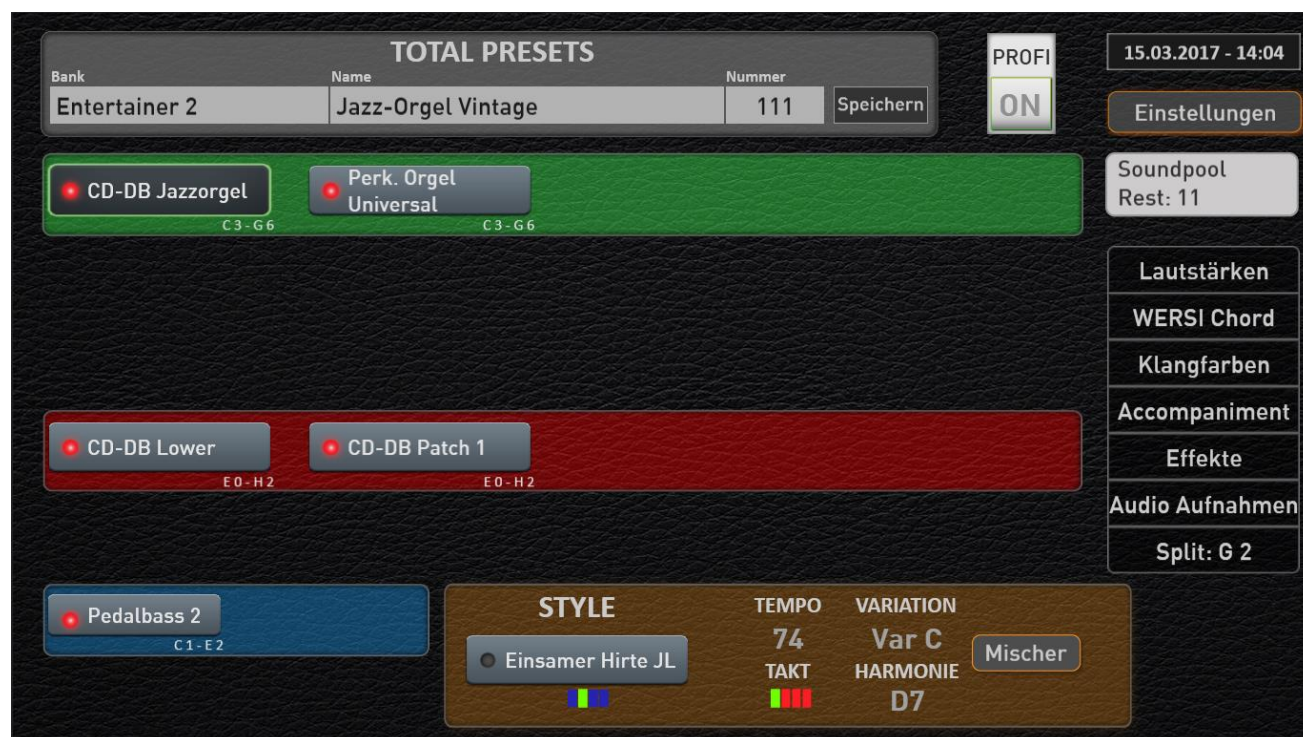 TOTAL PRESETS
Bank Name Nummer
Entertainer 2 Jazz-Orgel Vintage 111 Speichern
PROFI
ON
15.03.2017 - 14:04
Einstellungen
CD-DB Jazzorgel
C3-G6
Perk. Orgel
Universal
C3-G6
Soundpool
Rest: 11
Lautstärken
WERSI Chord
Klangfarben
Accompaniment
Effekte
Audio Aufnahmen
Split: G 2
CD-DB Lower
E0-H2
CD-DB Patch 1
E0-H2
Pedalbass 2
C1-E2
STYLE
Einsamer Hirte JL
TEMPO
74
TAKT
VARIATION
Var C
HARMONIE
D7
Mischer